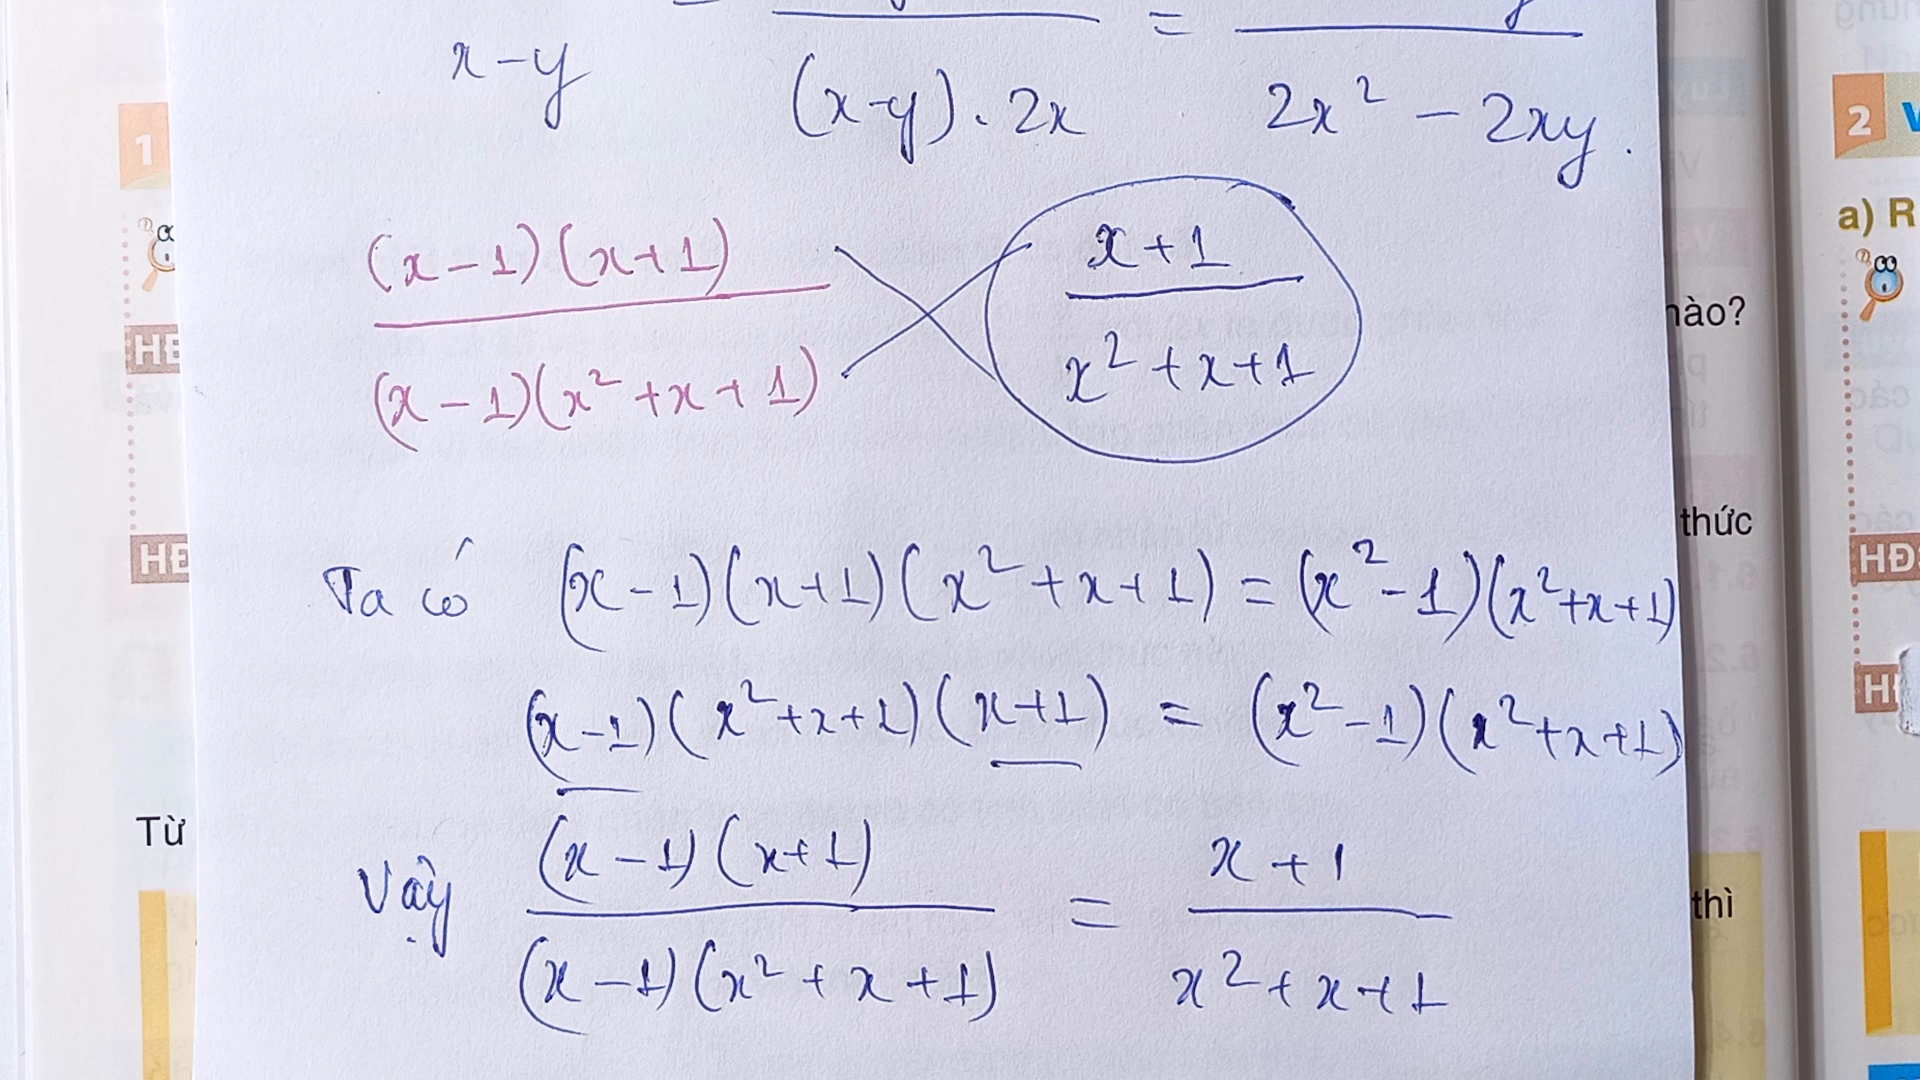 x-y = =
(x-y).2x 2x² - 2xy.
(x-1)(x+1) x+1
(x-1)(x²+x+1) x²+x+1
Ta có (x-1)(x+1)(x²+x+1) = (x²-1)(x²+x+1)
(x-1)(x²+x+1)(x+1) = (x²-1)(x²+x+1)
Vậy (x-1)(x+1) = x+1
(x-1)(x²+x+1) x²+x+1
1
HĐ
HĐ
Từ
nào?
thức
thì
2 V
a) R
HĐ
H